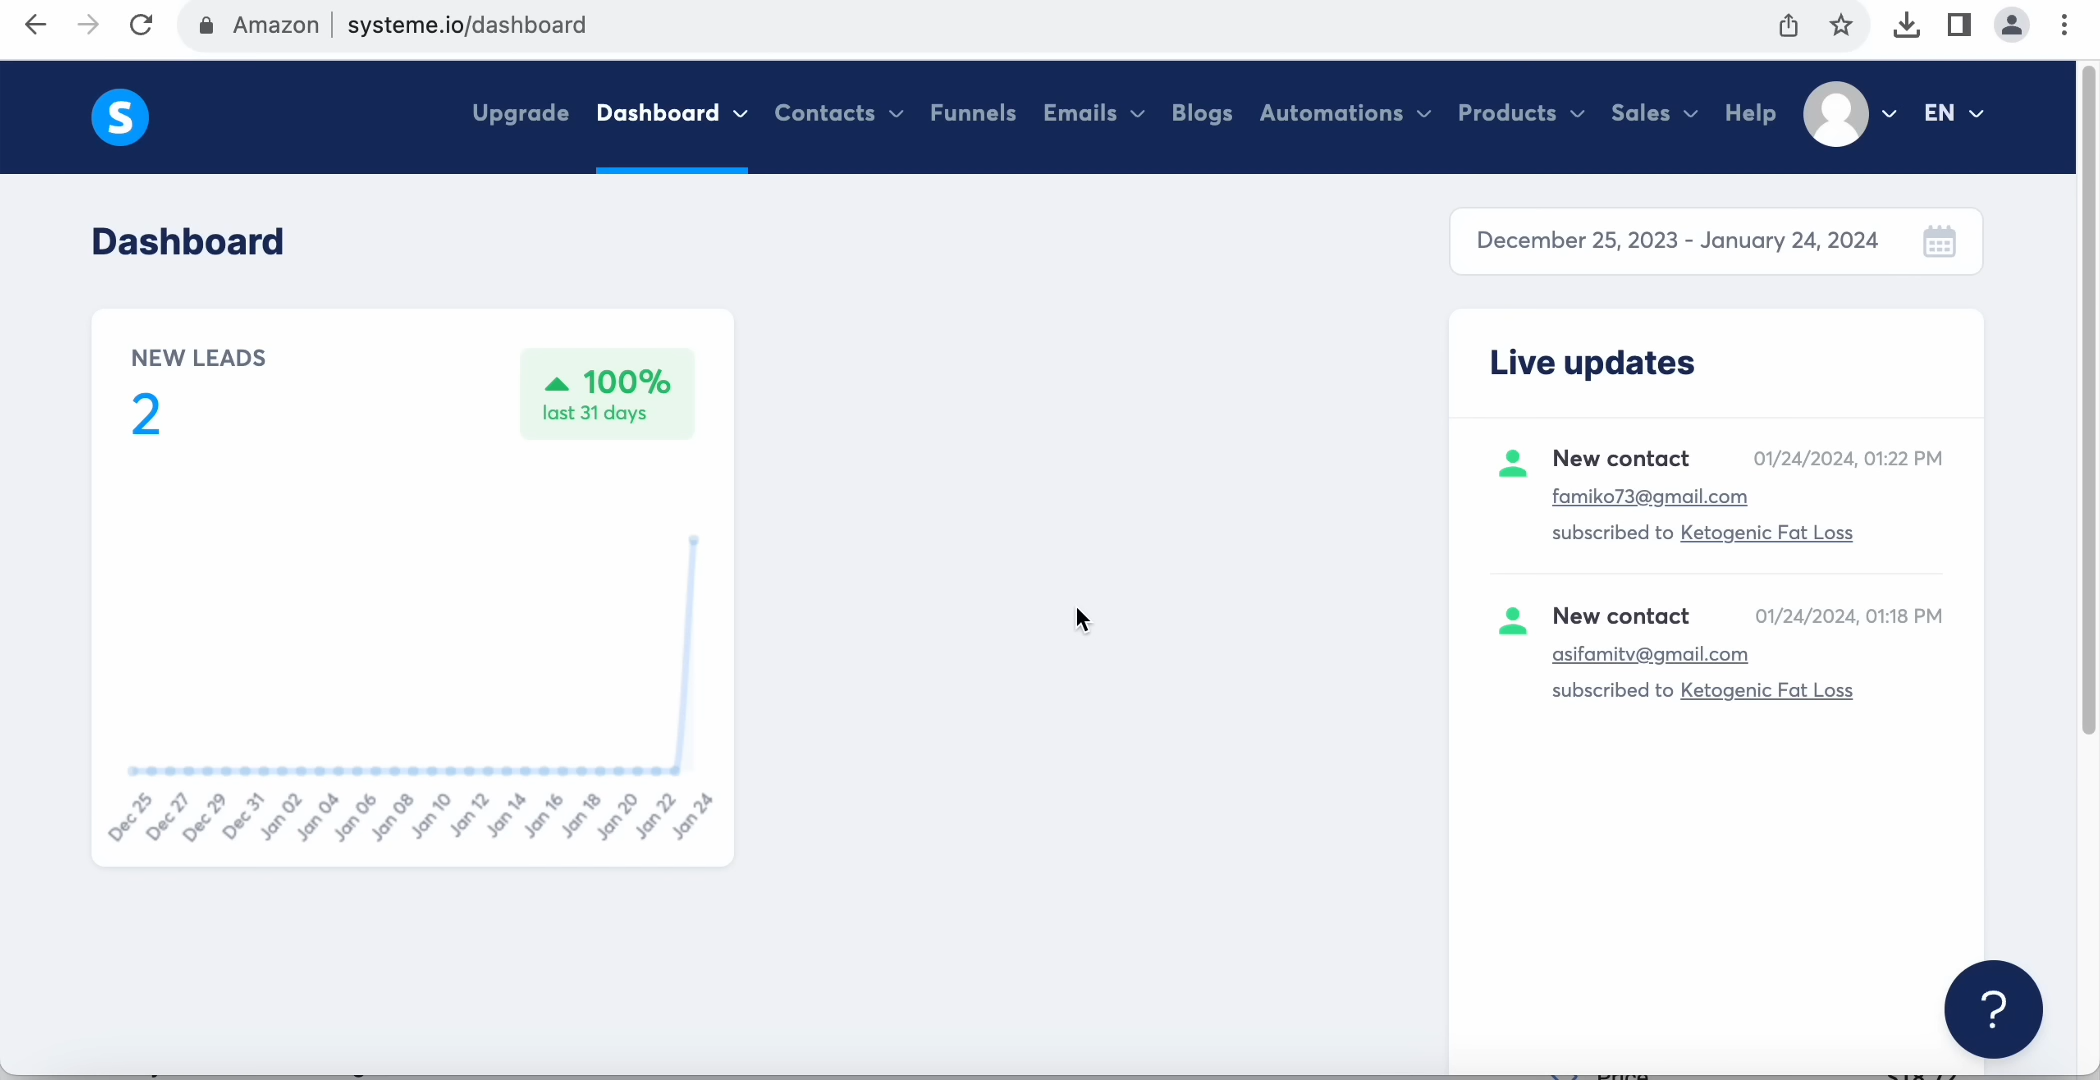 Amazon | systeme.io/dashboard
S Upgrade Dashboard Contacts Funnels Emails Blogs Automations Products Sales Help EN
Dashboard
December 25, 2023 - January 24, 2024
NEW LEADS
2
100%
last 31 days
Dec 25 Dec 27 Dec 29 Dec 31 Jan 02 Jan 04 Jan 06 Jan 08 Jan 10 Jan 12 Jan 14 Jan 16 Jan 18 Jan 20 Jan 22 Jan 24
Live updates
New contact 01/24/2024, 01:22 PM
famiko73@gmail.com
subscribed to Ketogenic Fat Loss
New contact 01/24/2024, 01:18 PM
asifamitv@gmail.com
subscribed to Ketogenic Fat Loss
?